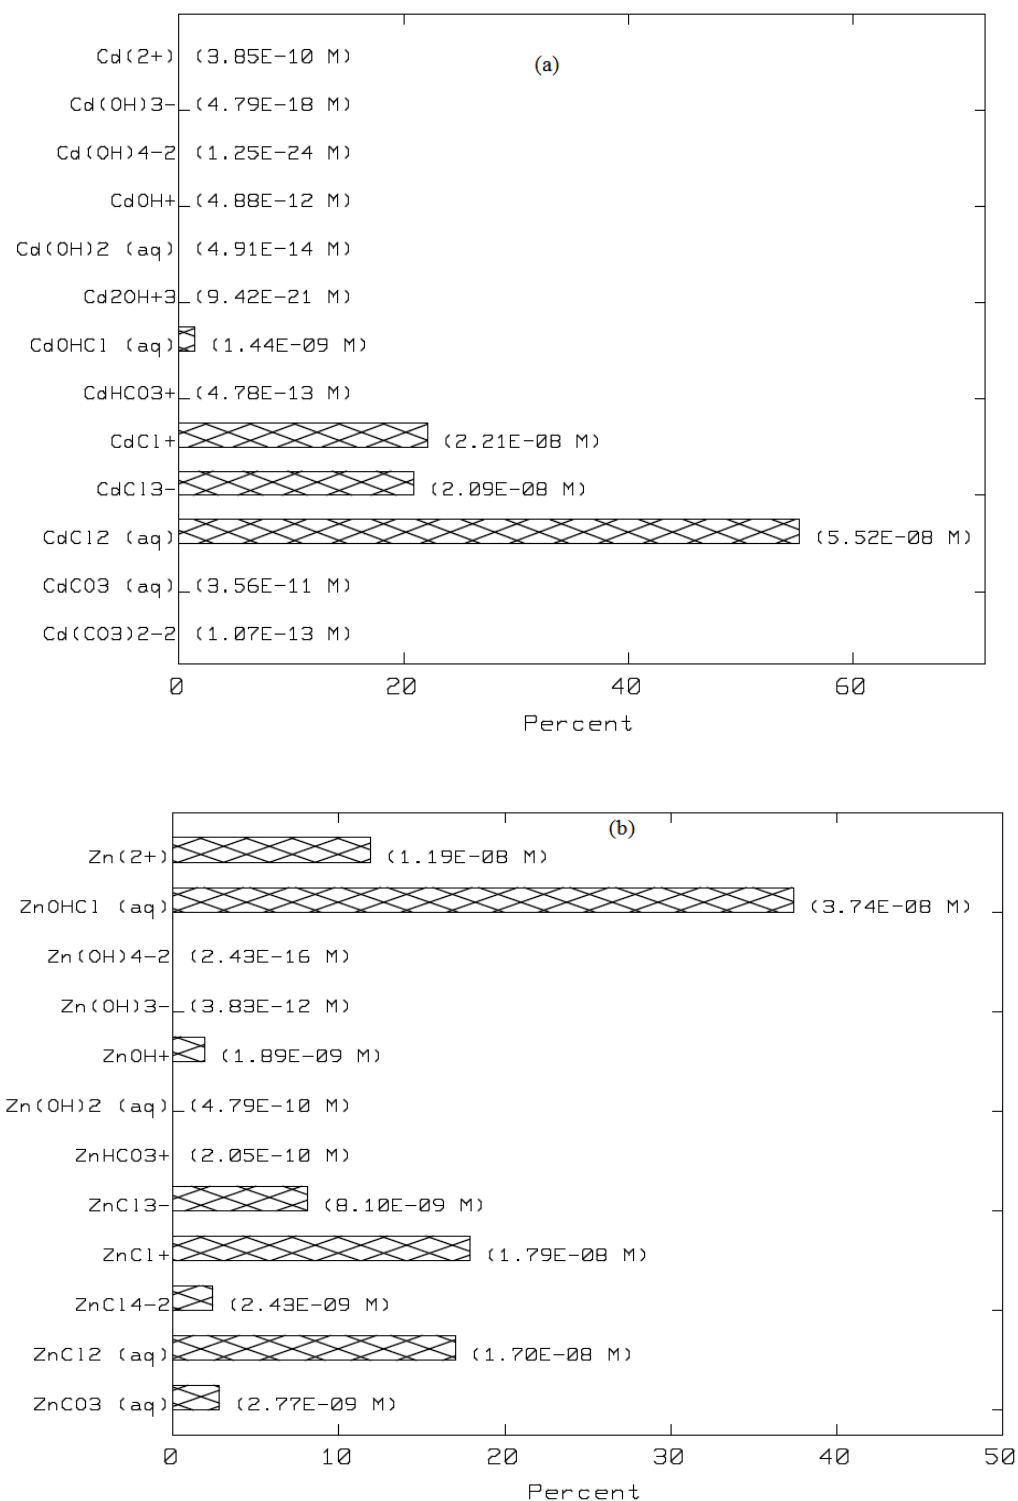 (a)
Cd(2+) (3.85E-10 M)
Cd(OH)3- (4.79E-18 M)
Cd(OH)4-2 (1.25E-24 M)
CdOH+ (4.88E-12 M)
Cd(OH)2 (aq) (4.91E-14 M)
Cd2OH+3 (9.42E-21 M)
CdOHCl (aq) (1.44E-09 M)
CdHCO3+ (4.78E-13 M)
CdCl+ (2.21E-08 M)
CdCl3- (2.09E-08 M)
CdCl2 (aq) (5.52E-08 M)
CdCO3 (aq) (3.56E-11 M)
Cd(CO3)2-2 (1.07E-13 M)
0 20 40 60
Percent
(b)
Zn(2+) (1.19E-08 M)
ZnOHCl (aq) (3.74E-08 M)
Zn(OH)4-2 (2.43E-16 M)
Zn(OH)3- (3.83E-12 M)
ZnOH+ (1.89E-09 M)
Zn(OH)2 (aq) (4.79E-10 M)
ZnHCO3+ (2.05E-10 M)
ZnCl3- (8.10E-09 M)
ZnCl+ (1.79E-08 M)
ZnCl4-2 (2.43E-09 M)
ZnCl2 (aq) (1.70E-08 M)
ZnCO3 (aq) (2.77E-09 M)
0 10 20 30 40 50
Percent